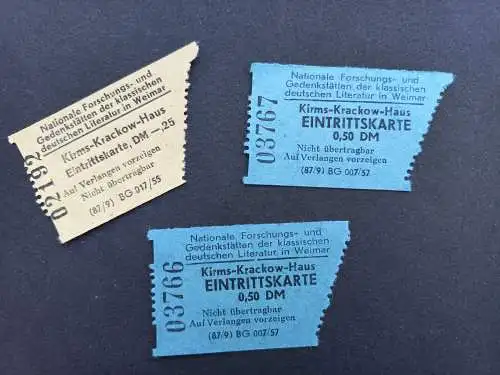 02192
Nationale Forschungs- und
Gedenkstätten der klassischen
deutschen Literatur in Weimar
Kirms-Krackow-Haus
Eintrittskarte, DM —.25
Auf Verlangen vorzeigen
Nicht übertragbar
(87/9) BG 017/55
03767
Nationale Forschungs- und
Gedenkstätten der klassischen
deutschen Literatur in Weimar
Kirms-Krackow-Haus
EINTRITTSKARTE
0,50 DM
Nicht übertragbar
Auf Verlangen vorzeigen
(87/9) BG 007/57
03766
Nationale Forschungs- und
Gedenkstätten der klassischen
deutschen Literatur in Weimar
Kirms-Krackow-Haus
EINTRITTSKARTE
0,50 DM
Nicht übertragbar
Auf Verlangen vorzeigen
(87/9) BG 007/57